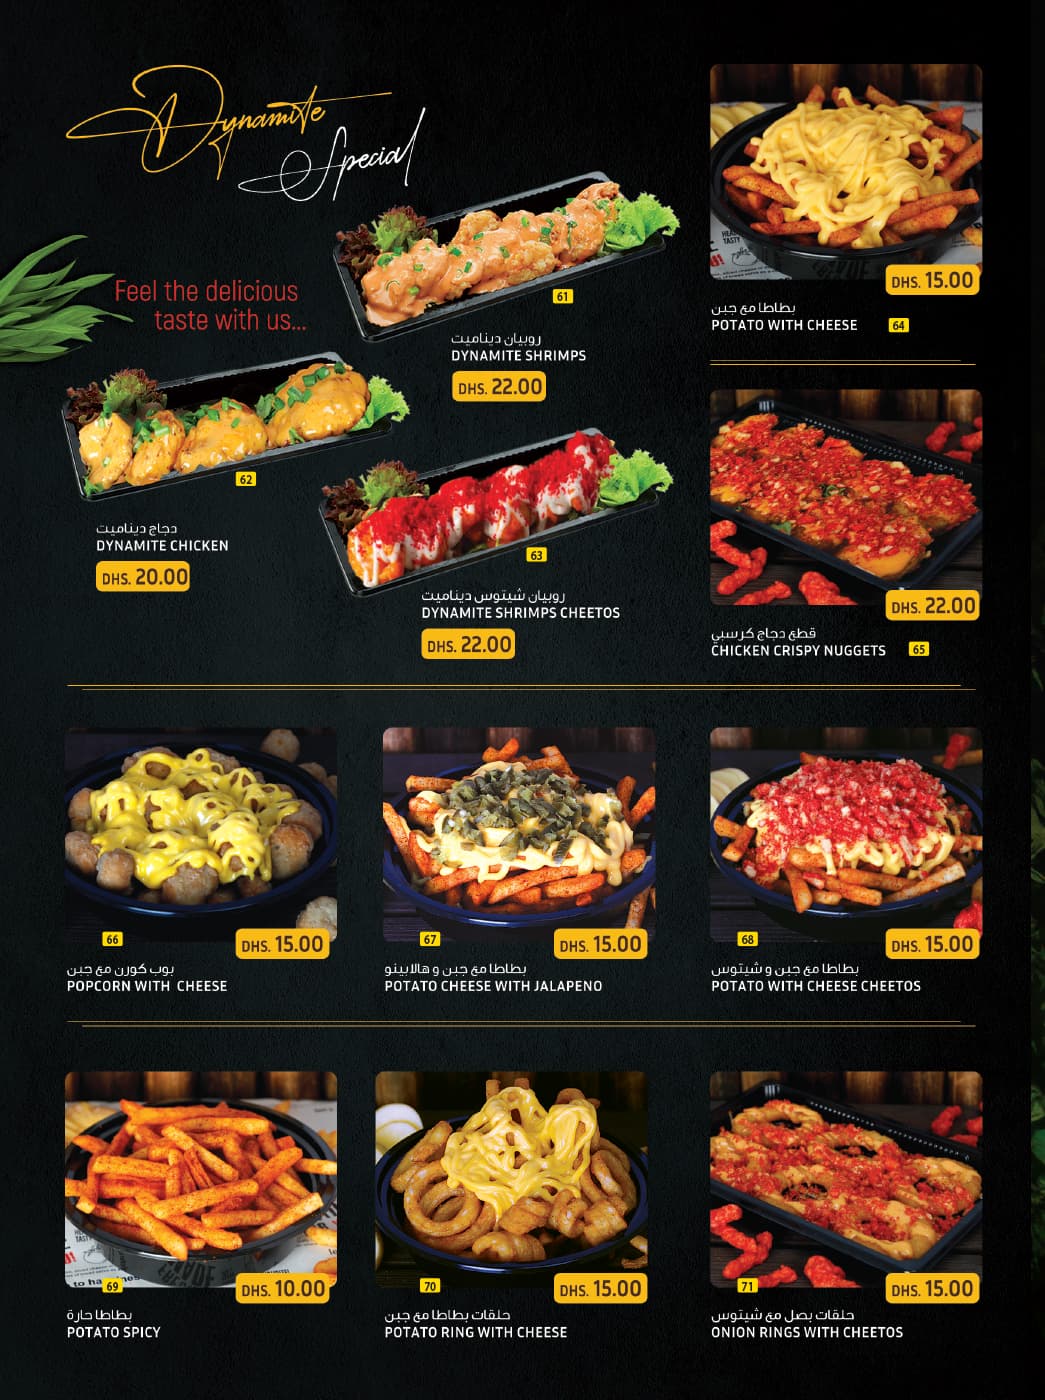 Dynamite
Special
Feel the delicious
taste with us...
61
روبيان ديناميت
DYNAMITE SHRIMPS
DHS. 22.00
62
دجاج ديناميت
DYNAMITE CHICKEN
DHS. 20.00
63
روبيان شيتوس ديناميت
DYNAMITE SHRIMPS CHEETOS
DHS. 22.00
DHS. 15.00
بطاطا مع جبن
POTATO WITH CHEESE 64
DHS. 22.00
قطع دجاج كرسبي
CHICKEN CRISPY NUGGETS 65
66
DHS. 15.00
بوب كورن مع جبن
POPCORN WITH CHEESE
67
DHS. 15.00
بطاطا مع جبن و هالابينو
POTATO CHEESE WITH JALAPENO
68
DHS. 15.00
بطاطا مع جبن و شيتوس
POTATO WITH CHEESE CHEETOS
69
DHS. 10.00
بطاطا حارة
POTATO SPICY
70
DHS. 15.00
حلقات بطاطا مع جبن
POTATO RING WITH CHEESE
71
DHS. 15.00
حلقات بصل مع شيتوس
ONION RINGS WITH CHEETOS